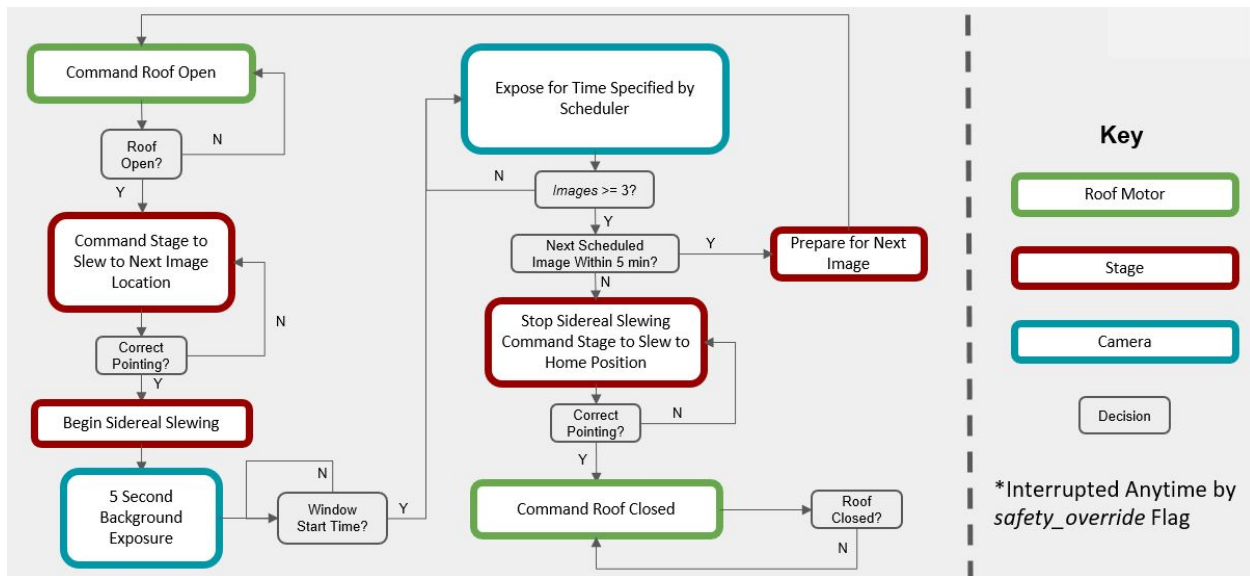 Command Roof Open
N
Roof
Open?
Y
Command Stage to
Slew to Next Image
Location
N
Correct
Pointing?
Y
Begin Sidereal Slewing
5 Second
Background
Exposure
N
Window
Start Time?
Y
Expose for Time Specified by
Scheduler
N
Images >= 3?
Y
Next Scheduled
Image Within 5 min?
Y
Prepare for Next
Image
N
Stop Sidereal Slewing
Command Stage to Slew to
Home Position
N
Correct
Pointing?
Y
Command Roof Closed
Roof
Closed?
N
Key
Roof Motor
Stage
Camera
Decision
*Interrupted Anytime by
safety_override Flag